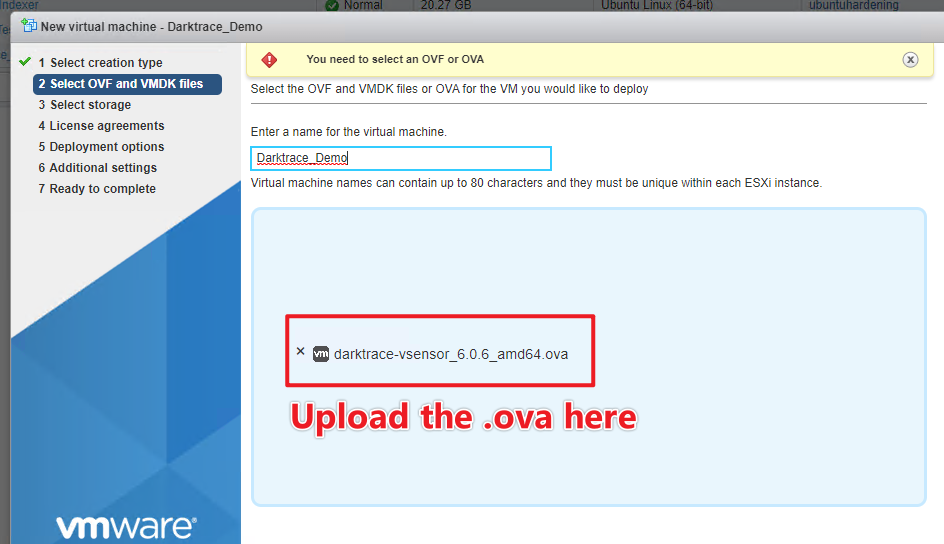 Indexer
Normal
20.27 GB
Ubuntu Linux (64-bit)
ubuntuhardening
New virtual machine - Darktrace_Demo
1 Select creation type
2 Select OVF and VMDK files
3 Select storage
4 License agreements
5 Deployment options
6 Additional settings
7 Ready to complete
You need to select an OVF or OVA
Select the OVF and VMDK files or OVA for the VM you would like to deploy
Enter a name for the virtual machine.
Darktrace_Demo
Virtual machine names can contain up to 80 characters and they must be unique within each ESXi instance.
× vm darktrace-vsensor_6.0.6_amd64.ova
Upload the .ova here
vmware®